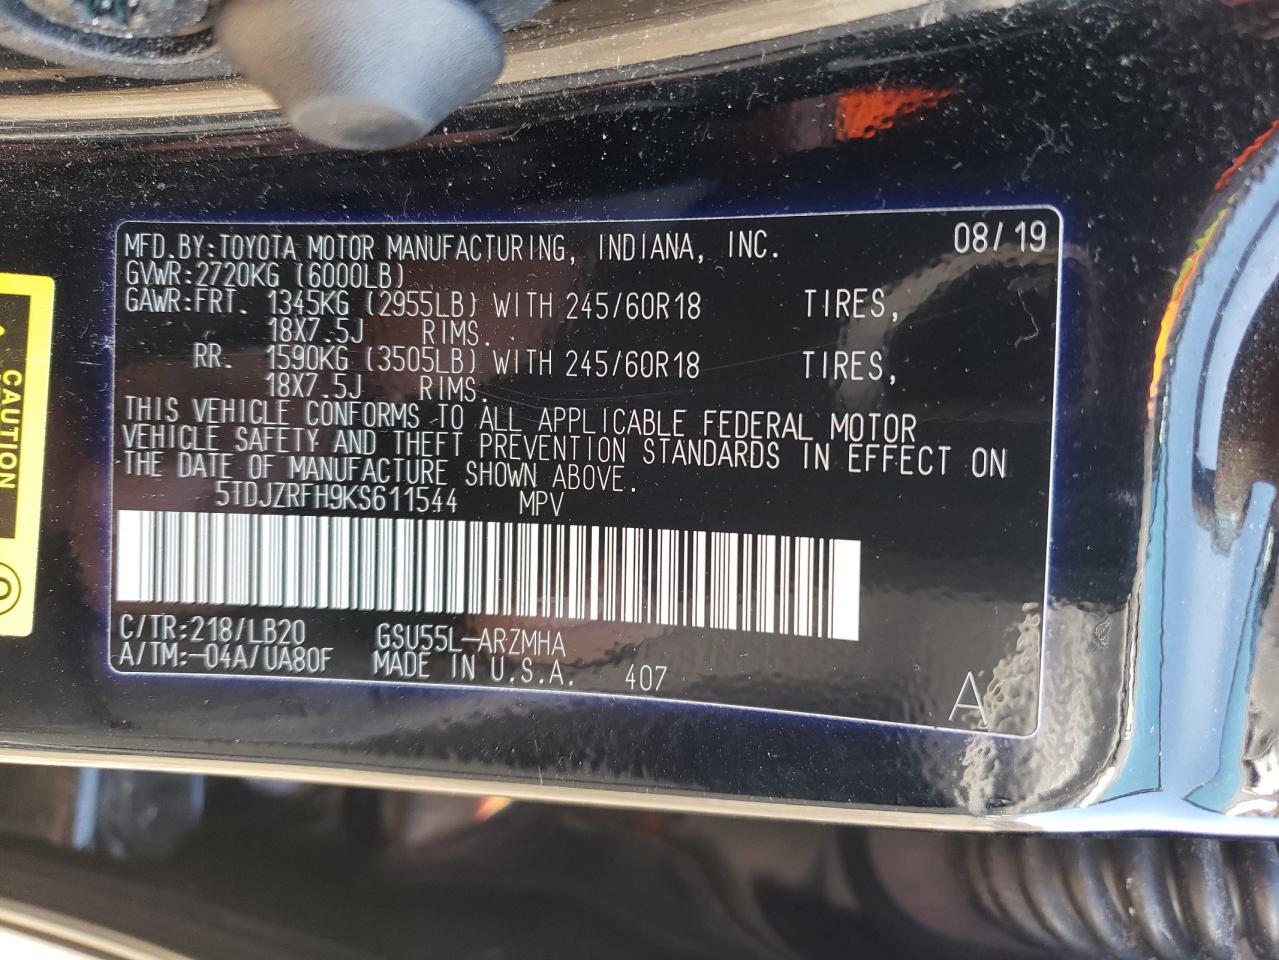 MFD.BY:TOYOTA MOTOR MANUFACTURING, INDIANA, INC. 08/19
GVWR:2720KG (6000LB)
GAWR:FRT. 1345KG (2955LB) WITH 245/60R18 TIRES,
18X7.5J RIMS.
RR. 1590KG (3505LB) WITH 245/60R18 TIRES,
18X7.5J RIMS.
THIS VEHICLE CONFORMS TO ALL APPLICABLE FEDERAL MOTOR
VEHICLE SAFETY AND THEFT PREVENTION STANDARDS IN EFFECT ON
THE DATE OF MANUFACTURE SHOWN ABOVE.
5TDJZRFH9KS611544 MPV
C/TR:218/LB20 GSU55L-ARZMHA
A/TM:-04A/UA80F MADE IN U.S.A. 407
A
CAUTION